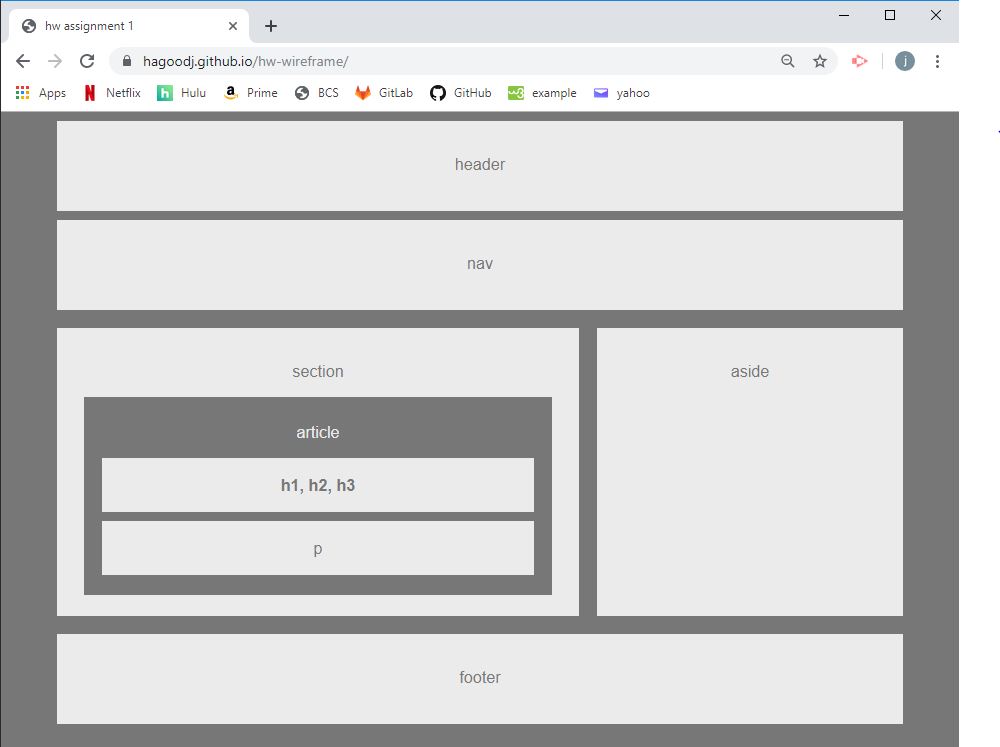 hw assignment 1
hagoodj.github.io/hw-wireframe/
j
Apps Netflix Hulu Prime BCS GitLab GitHub example yahoo
header
nav
section aside
article
h1, h2, h3
p
footer